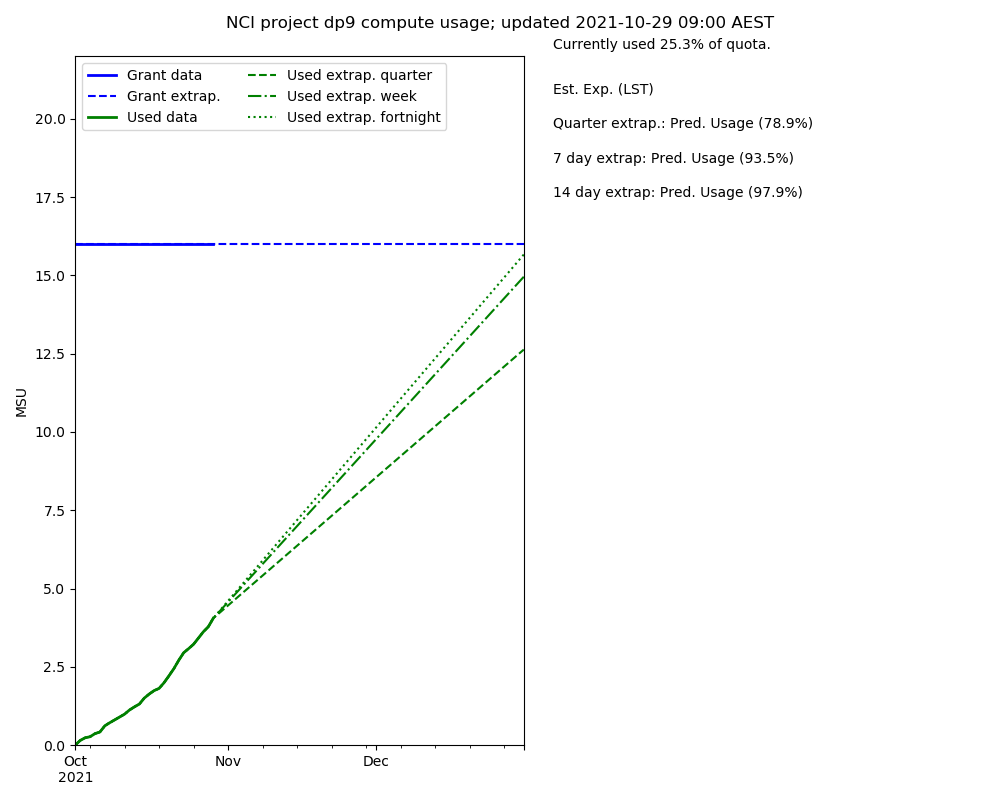 NCI project dp9 compute usage; updated 2021-10-29 09:00 AEST
Currently used 25.3% of quota.
Est. Exp. (LST)
Quarter extrap.: Pred. Usage (78.9%)
7 day extrap: Pred. Usage (93.5%)
14 day extrap: Pred. Usage (97.9%)
Grant data
Grant extrap.
Used data
Used extrap. quarter
Used extrap. week
Used extrap. fortnight
MSU
20.0
17.5
15.0
12.5
10.0
7.5
5.0
2.5
0.0
Oct
2021
Nov
Dec